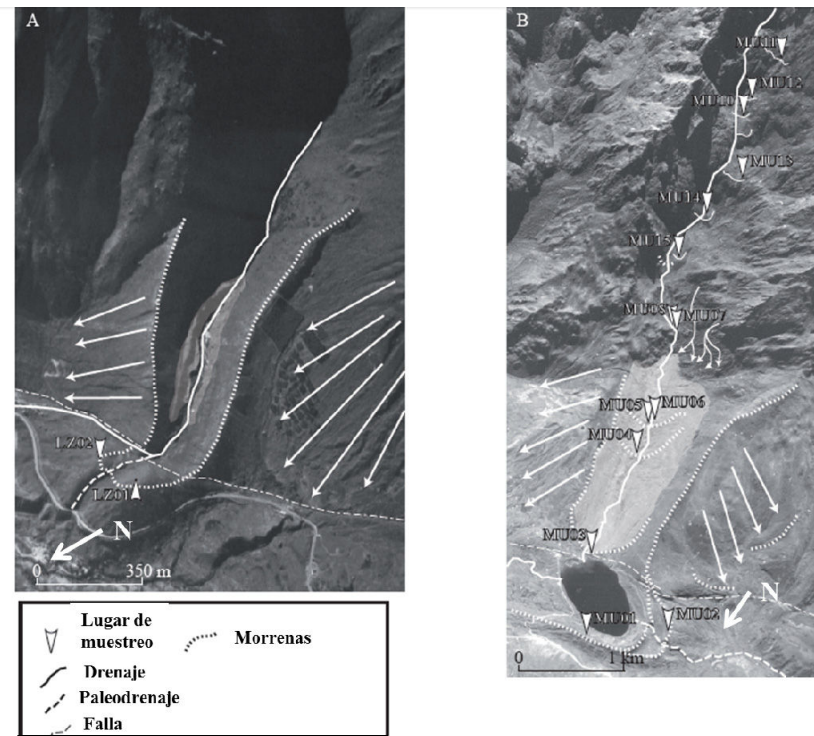 A
LZ02
LZ01
N
0 350 m
Lugar de
muestreo
Morrenas
Drenaje
Paleodrenaje
Falla
B
MU11
MU12
MU10
MU13
MU14
MU15
MU08
MU07
MU05
MU06
MU04
MU03
N
MU01
MU02
0 1 km